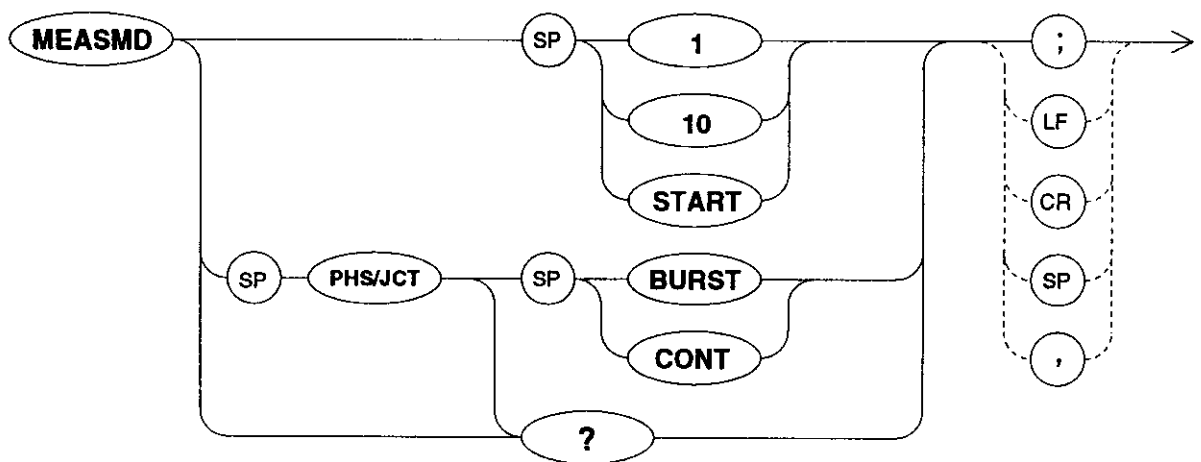 MEASMD SP 1 ;
10 LF
START CR
SP PHS/JCT SP BURST SP
CONT ,
?